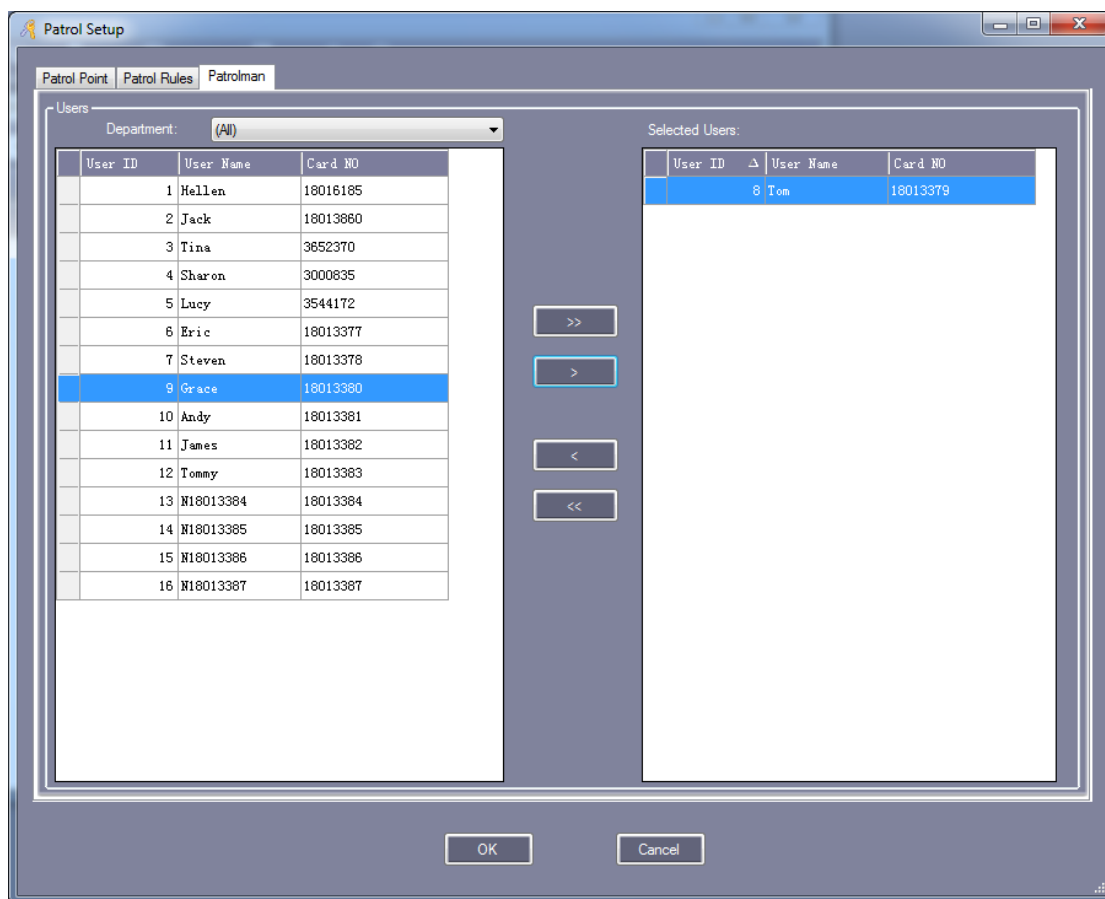 Patrol Setup
Patrol Point Patrol Rules Patrolman
Users
Department: (All)
User ID User Name Card NO
1 Hellen 18016185
2 Jack 18013860
3 Tina 3652370
4 Sharon 3000835
5 Lucy 3544172
6 Eric 18013377
7 Steven 18013378
9 Grace 18013380
10 Andy 18013381
11 James 18013382
12 Tommy 18013383
13 N18013384 18013384
14 N18013385 18013385
15 N18013386 18013386
16 N18013387 18013387
>>
>
<
<<
Selected Users:
User ID Δ User Name Card NO
8 Tom 18013379
OK Cancel